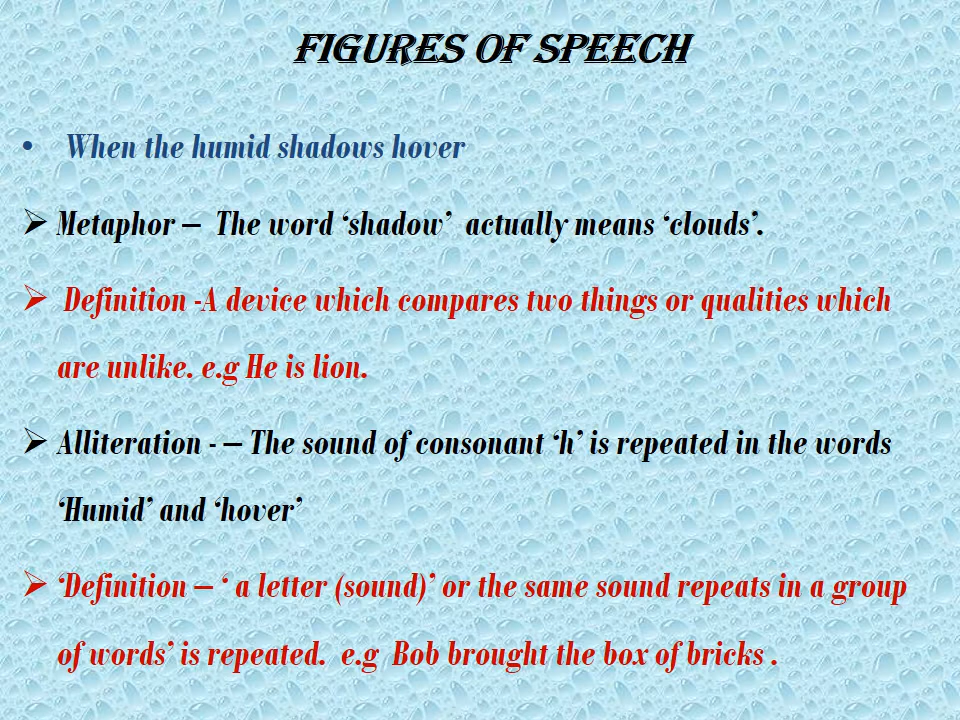 FIGURES OF SPEECH
• When the humid shadows hover
➢ Metaphor – The word ‘shadow’ actually means ‘clouds’.
➢ Definition -A device which compares two things or qualities which
are unlike. e.g He is lion.
➢ Alliteration - – The sound of consonant ‘h’ is repeated in the words
‘Humid’ and ‘hover’
➢ ‘Definition – ‘ a letter (sound)’ or the same sound repeats in a group
of words’ is repeated. e.g Bob brought the box of bricks .